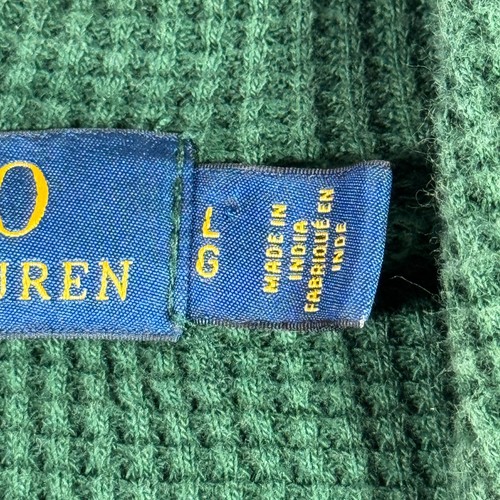 O
UREN
L
G
MADE IN
INDIA
FABRIQUÉ EN
INDE